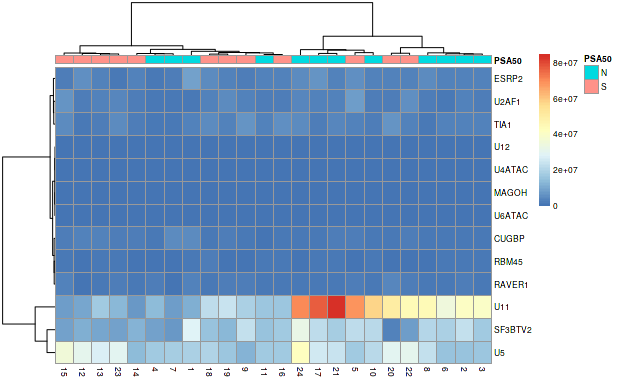 PSA50
PSA50
N
S
8e+07
6e+07
4e+07
2e+07
0
ESRP2
U2AF1
TIA1
U12
U4ATAC
MAGOH
U6ATAC
CUGBP
RBM45
RAVER1
U11
SF3BTV2
U5
15 12 13 23 14 4 7 1 18 19 9 11 16 24 17 21 5 10 20 22 8 6 2 3